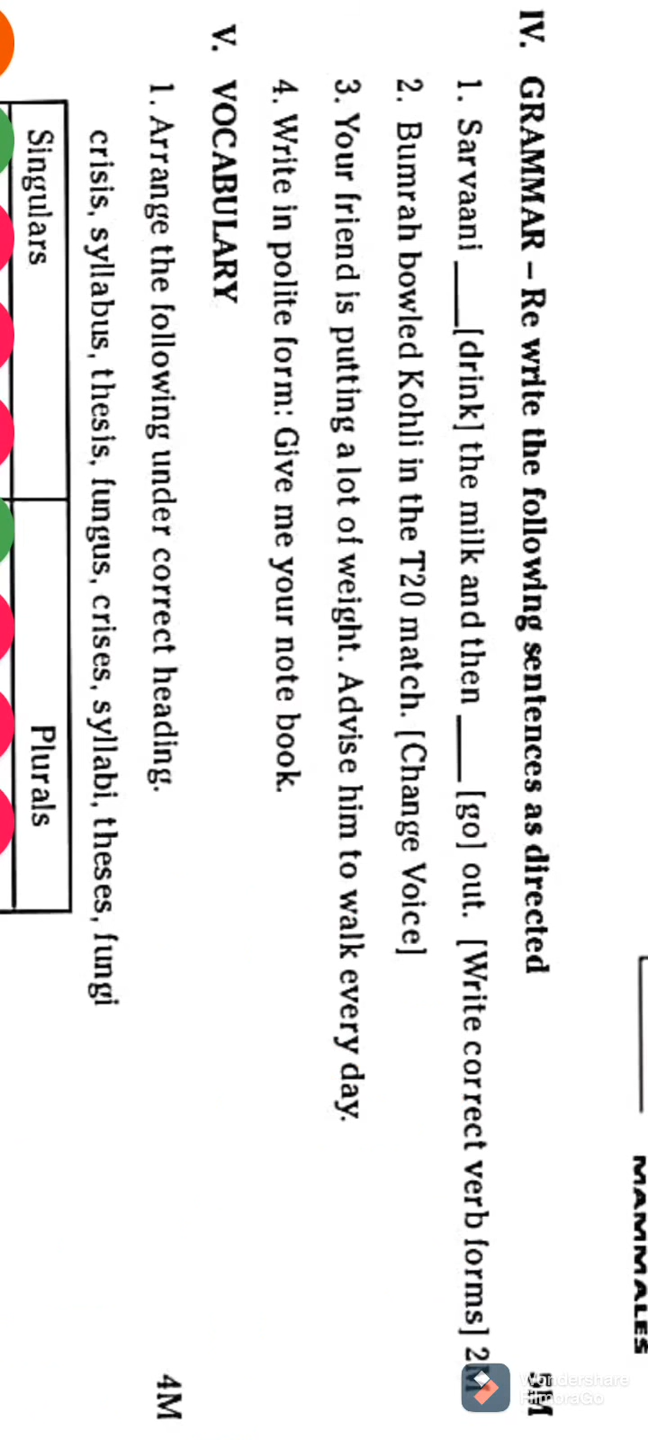 MAMMALES
IV. GRAMMAR – Re write the following sentences as directed 5M
1. Sarvaani ___[drink] the milk and then ___ [go] out. [Write correct verb forms] 2M
2. Bumrah bowled Kohli in the T20 match. [Change Voice]
3. Your friend is putting a lot of weight. Advise him to walk every day.
4. Write in polite form: Give me your note book.
V. VOCABULARY
1. Arrange the following under correct heading. 4M
crisis, syllabus, thesis, fungus, crises, syllabi, theses, fungi
Singulars Plurals
Wondershare
FilmoraGo